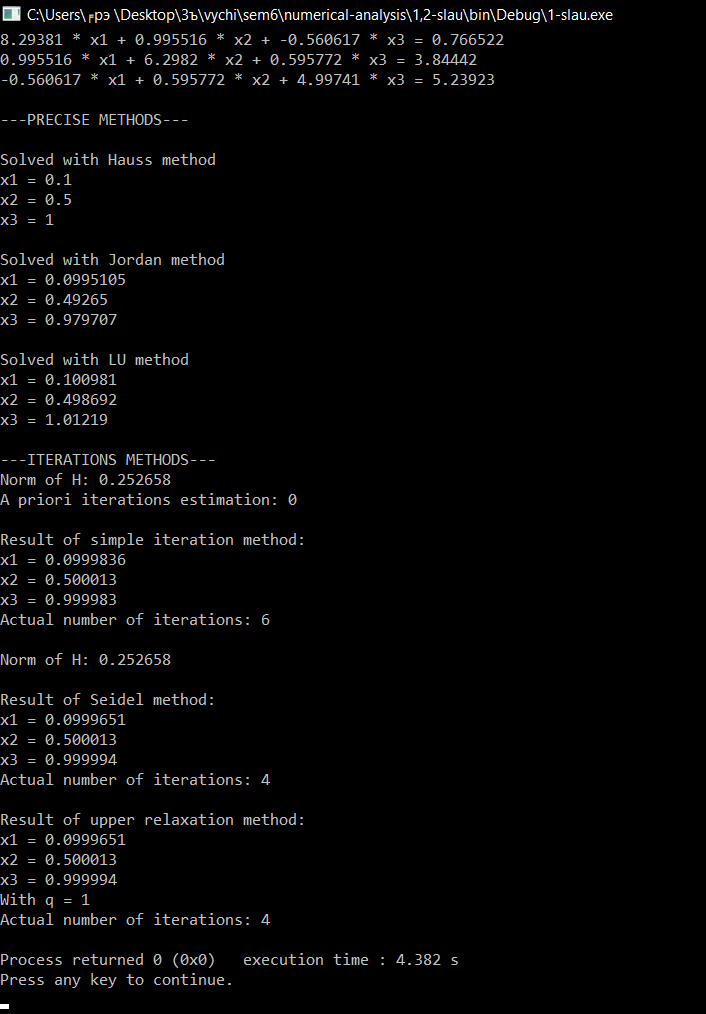 C:\Users\╒рэ \Desktop\3ъ\vychi\sem6\numerical-analysis\1,2-slau\bin\Debug\1-slau.exe
8.29381 * x1 + 0.995516 * x2 + -0.560617 * x3 = 0.766522
0.995516 * x1 + 6.2982 * x2 + 0.595772 * x3 = 3.84442
-0.560617 * x1 + 0.595772 * x2 + 4.99741 * x3 = 5.23923
---PRECISE METHODS---
Solved with Hauss method
x1 = 0.1
x2 = 0.5
x3 = 1
Solved with Jordan method
x1 = 0.0995105
x2 = 0.49265
x3 = 0.979707
Solved with LU method
x1 = 0.100981
x2 = 0.498692
x3 = 1.01219
---ITERATIONS METHODS---
Norm of H: 0.252658
A priori iterations estimation: 0
Result of simple iteration method:
x1 = 0.0999836
x2 = 0.500013
x3 = 0.999983
Actual number of iterations: 6
Norm of H: 0.252658
Result of Seidel method:
x1 = 0.0999651
x2 = 0.500013
x3 = 0.999994
Actual number of iterations: 4
Result of upper relaxation method:
x1 = 0.0999651
x2 = 0.500013
x3 = 0.999994
With q = 1
Actual number of iterations: 4
Process returned 0 (0x0)   execution time : 4.382 s
Press any key to continue.